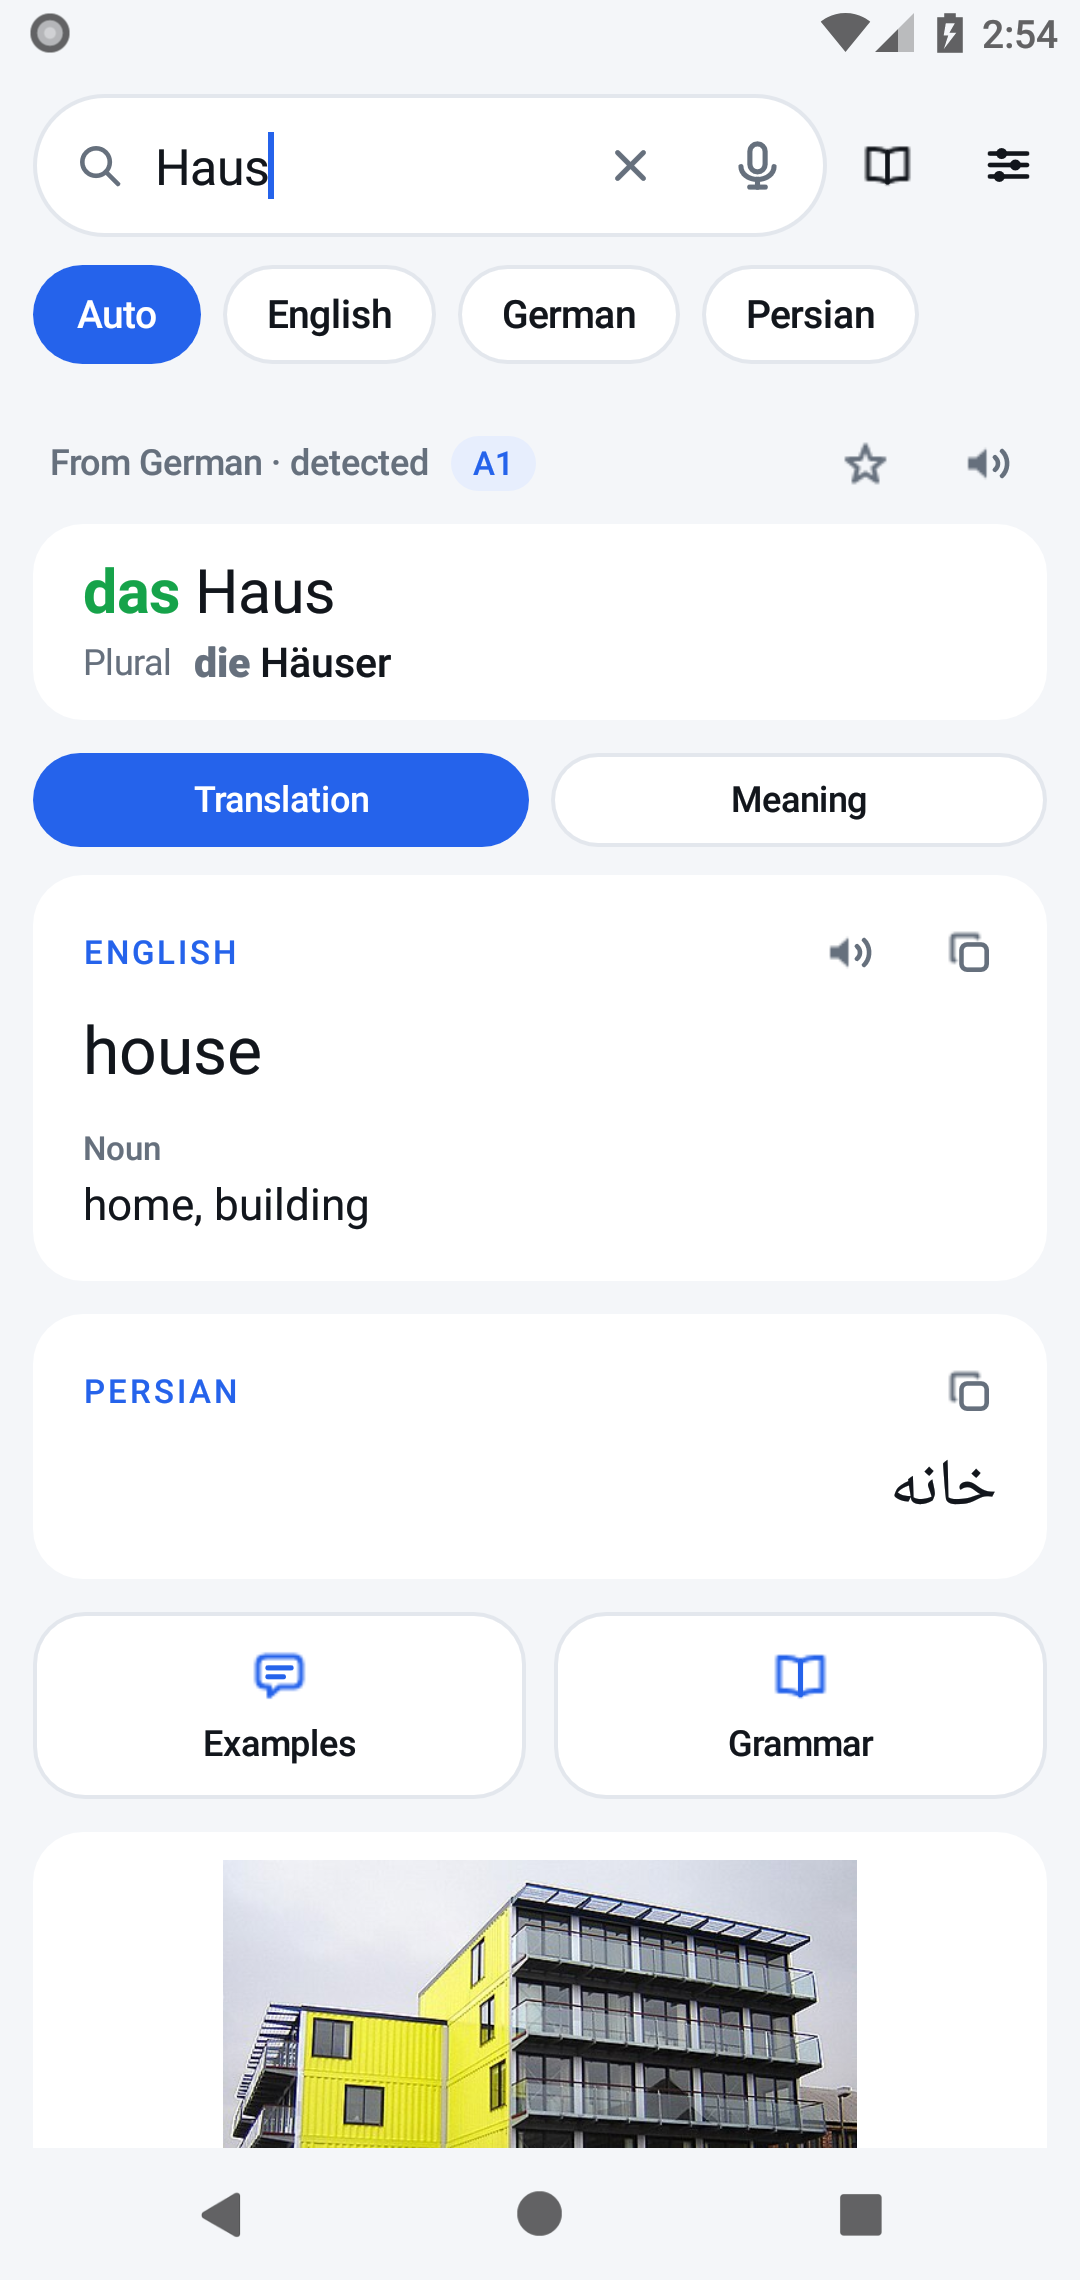 2:54
Haus
Auto English German Persian
From German · detected A1
das Haus
Plural die Häuser
Translation Meaning
ENGLISH
house
Noun
home, building
PERSIAN
خانه
Examples Grammar